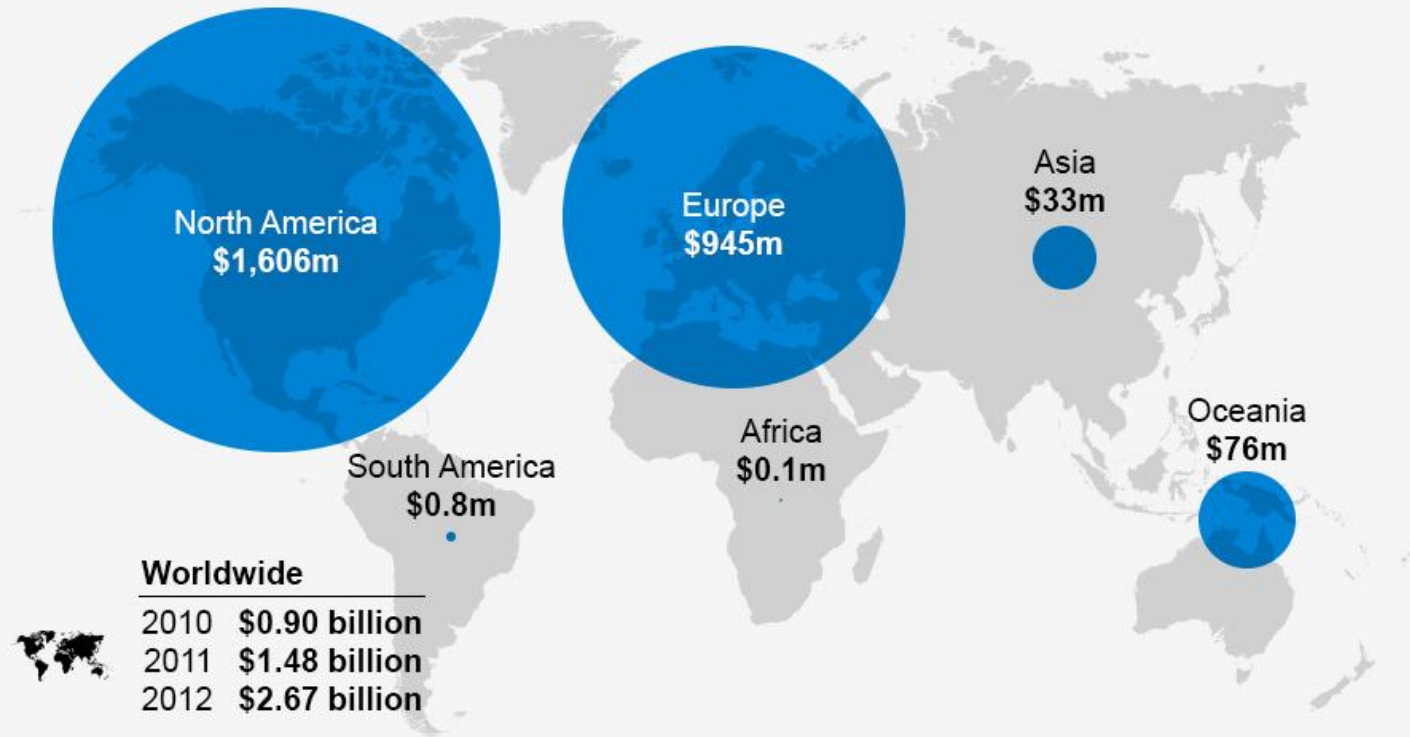 North America
$1,606m
Europe
$945m
Asia
$33m
Oceania
$76m
Africa
$0.1m
South America
$0.8m
Worldwide
2010 $0.90 billion
2011 $1.48 billion
2012 $2.67 billion